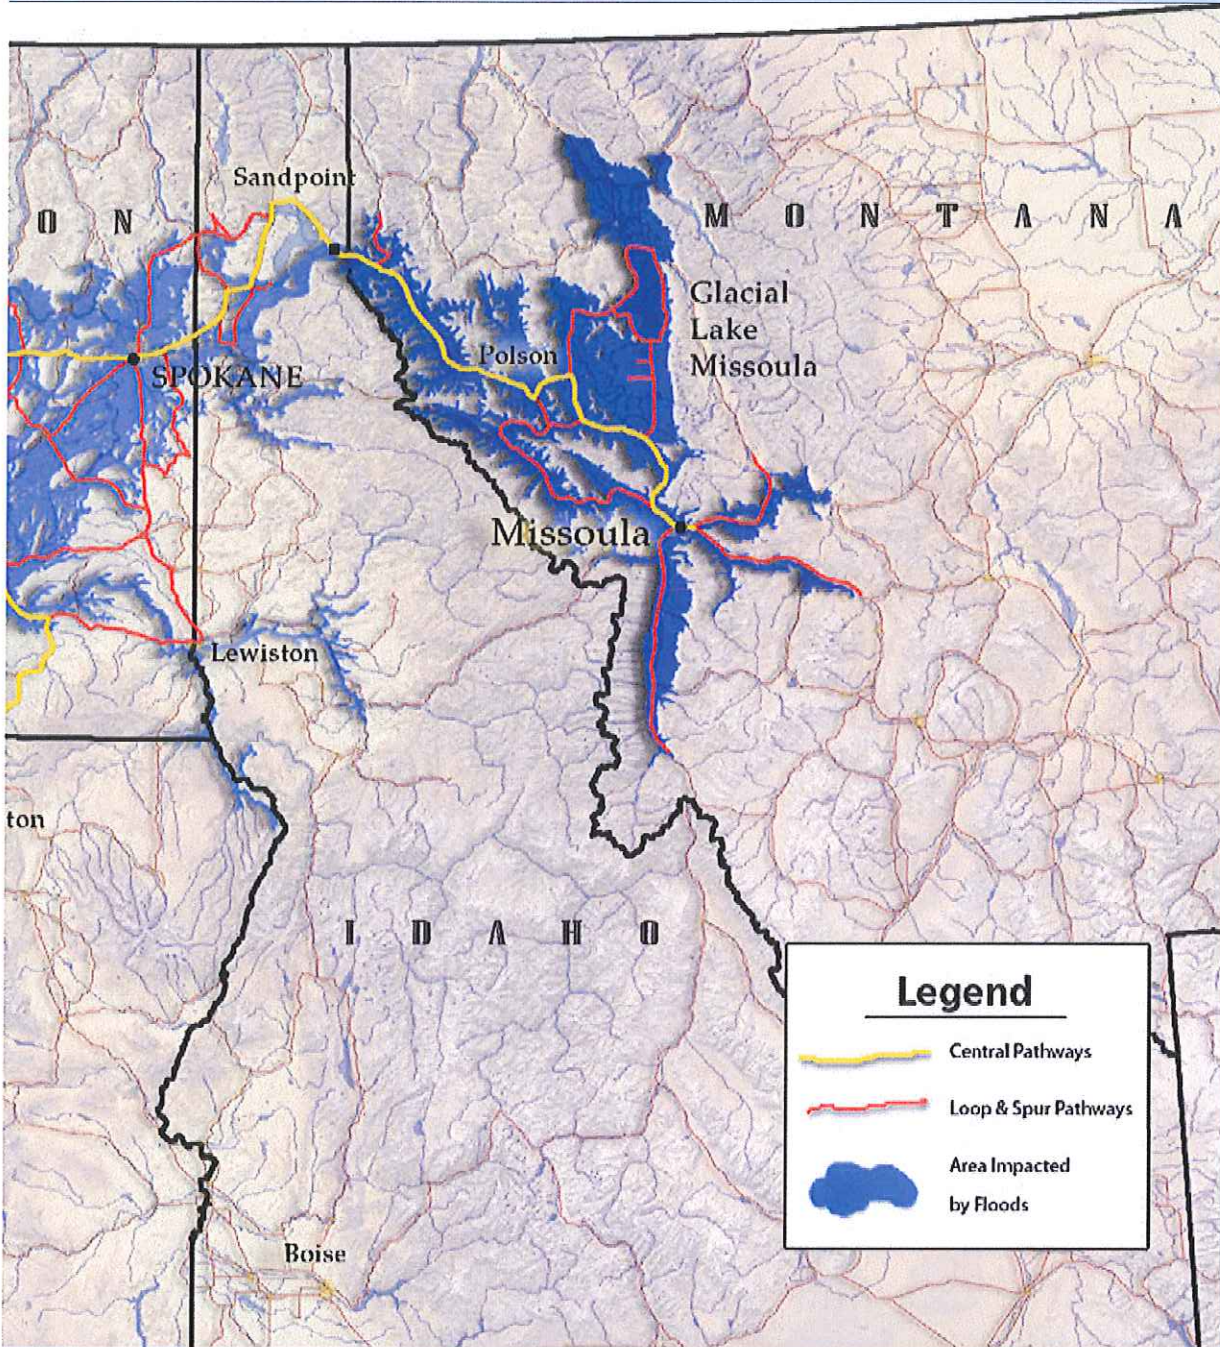 Sandpoint
O N
M O N T A N A
Glacial
Lake
Missoula
Polson
SPOKANE
Missoula
Lewiston
ton
I D A H O
Legend
Central Pathways
Loop & Spur Pathways
Area Impacted
by Floods
Boise